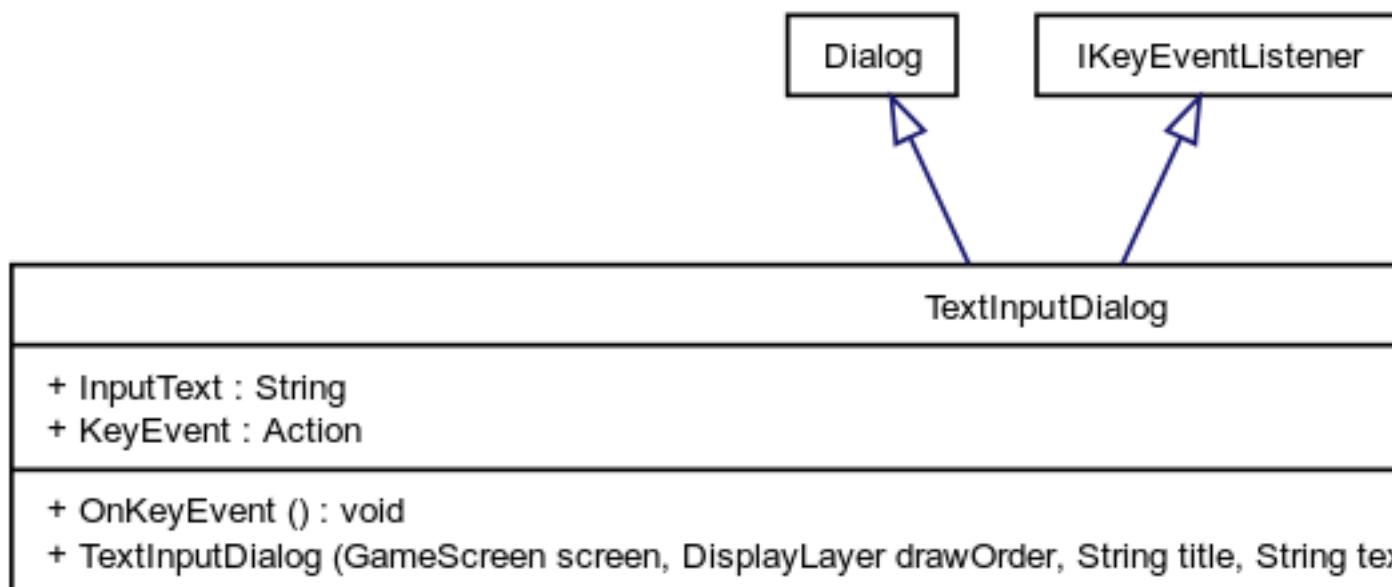 Dialog
IKeyEventListener
TextInputDialog
+ InputText : String
+ KeyEvent : Action
+ OnKeyEvent () : void
+ TextInputDialog (GameScreen screen, DisplayLayer drawOrder, String title, String